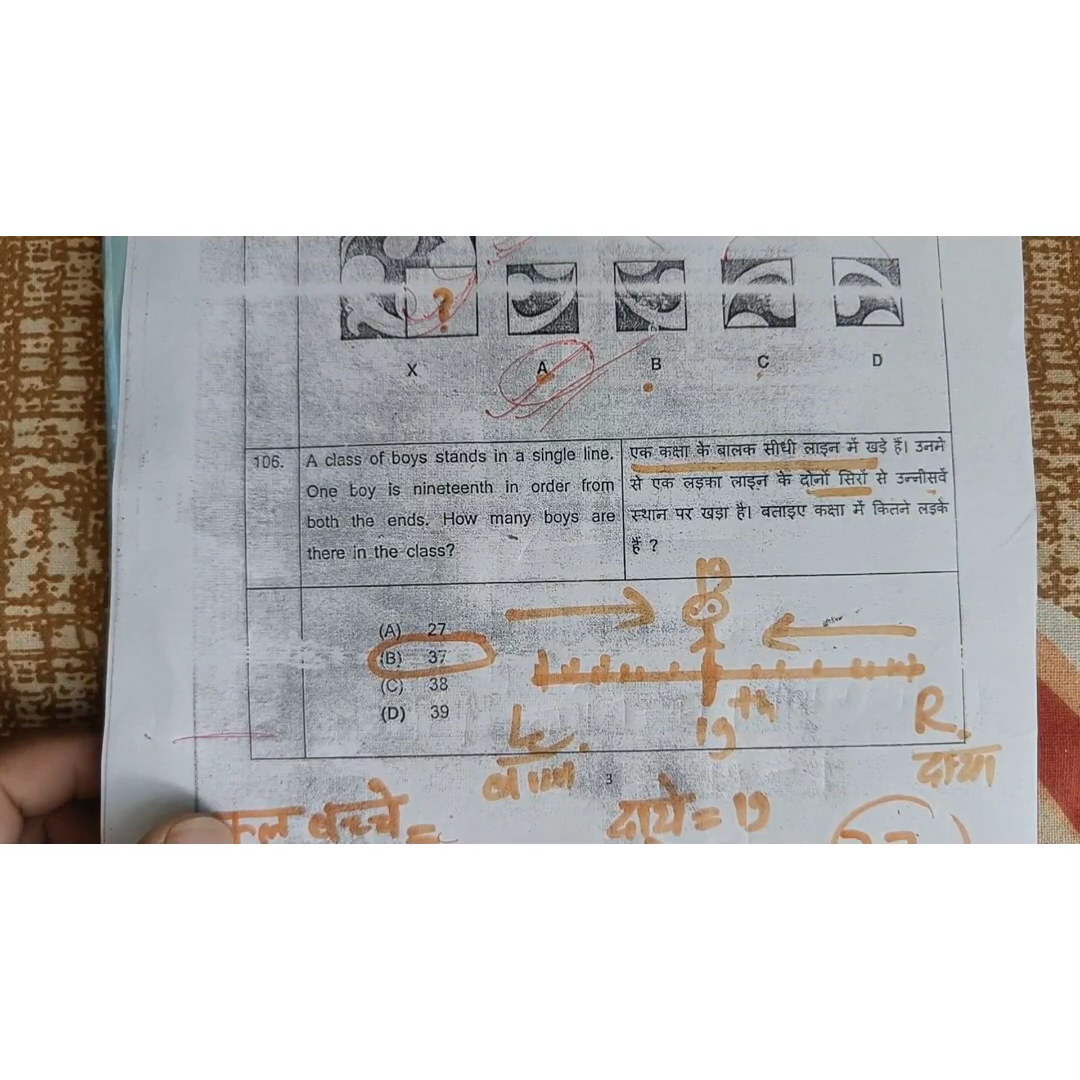 ?
X A B C D
106. A class of boys stands in a single line. One boy is nineteenth in order from both the ends. How many boys are there in the class?
एक कक्षा के बालक सीधी लाइन में खड़े हैं। उनमे
से एक लड़का लाइन के दोनों सिरों से उन्नीसवें
स्थान पर खड़ा है। बताइए कक्षा में कितने लड़के
हैं ?
(A) 27
(B) 37
(C) 38
(D) 39
19
19th
L
R
दायां
3
कुल बच्चे =
दायें = 19